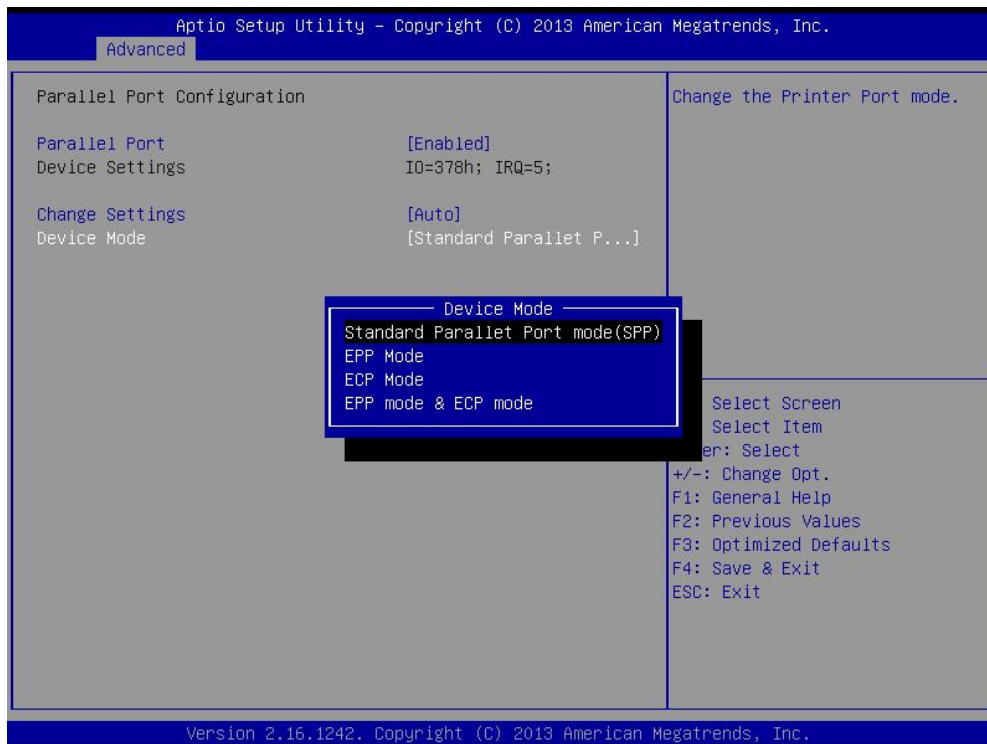 Aptio Setup Utility – Copyright (C) 2013 American Megatrends, Inc.
Advanced
Parallel Port Configuration
Parallel Port [Enabled]
Device Settings IO=378h; IRQ=5;
Change Settings [Auto]
Device Mode [Standard Parallet P...]
Device Mode
Standard Parallet Port mode(SPP)
EPP Mode
ECP Mode
EPP mode & ECP mode
Change the Printer Port mode.
Select Screen
Select Item
er: Select
+/-: Change Opt.
F1: General Help
F2: Previous Values
F3: Optimized Defaults
F4: Save & Exit
ESC: Exit
Version 2.16.1242. Copyright (C) 2013 American Megatrends, Inc.